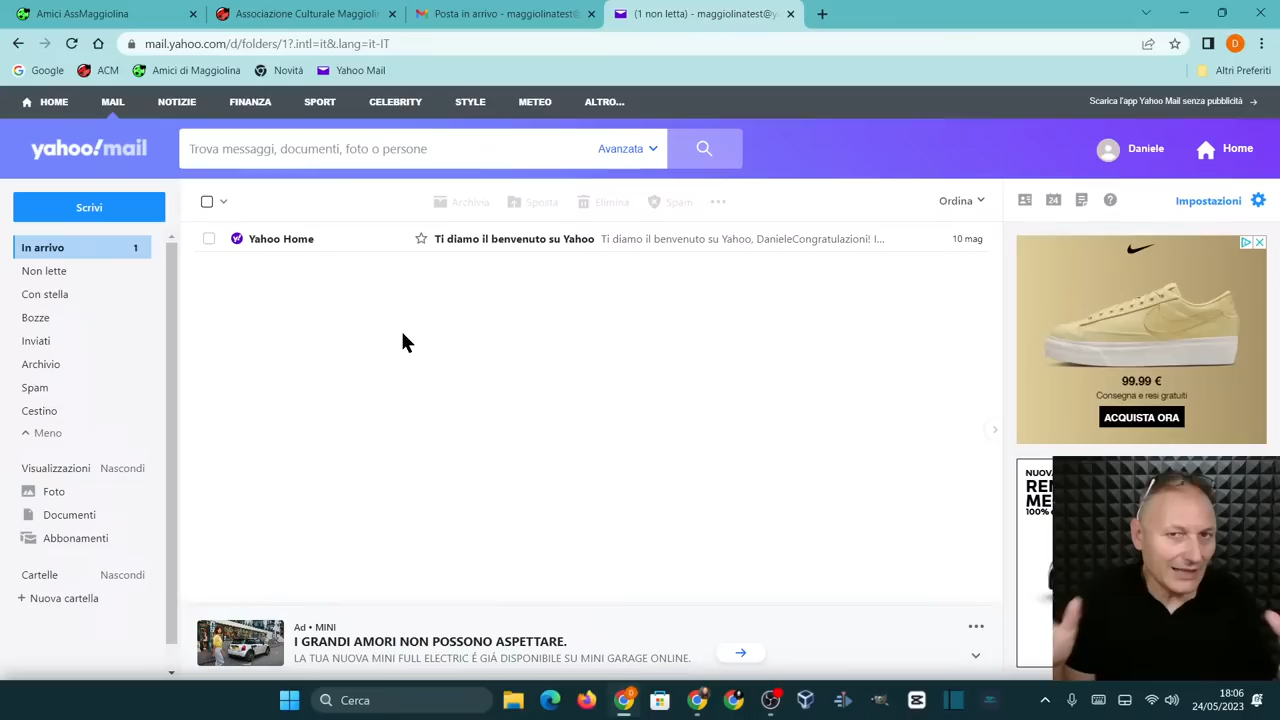 Amici AssMaggiolina
Associazione Culturale Maggiolin
Posta in arrivo - maggiolinatest@
(1 non letta) - maggiolinatest@y
mail.yahoo.com/d/folders/1?.intl=it&.lang=it-IT
D
Google
ACM
Amici di Maggiolina
Novità
Yahoo Mail
Altri Preferiti
HOME
MAIL
NOTIZIE
FINANZA
SPORT
CELEBRITY
STYLE
METEO
ALTRO...
Scarica l'app Yahoo Mail senza pubblicità
yahoo!mail
Trova messaggi, documenti, foto o persone
Avanzata
Daniele
Home
Scrivi
Archivia
Sposta
Elimina
Spam
Ordina
24
Impostazioni
In arrivo 1
Yahoo Home
Ti diamo il benvenuto su Yahoo
Ti diamo il benvenuto su Yahoo, DanieleCongratulazioni! I...
10 mag
Non lette
Con stella
Bozze
Inviati
Archivio
Spam
Cestino
Meno
Visualizzazioni Nascondi
Foto
Documenti
Abbonamenti
Cartelle Nascondi
+ Nuova cartella
99.99 €
Consegna e resi gratuiti
ACQUISTA ORA
NUOVA
100%
Ad • MINI
I GRANDI AMORI NON POSSONO ASPETTARE.
LA TUA NUOVA MINI FULL ELECTRIC É GIÁ DISPONIBILE SU MINI GARAGE ONLINE.
Cerca
18:06
24/05/2023